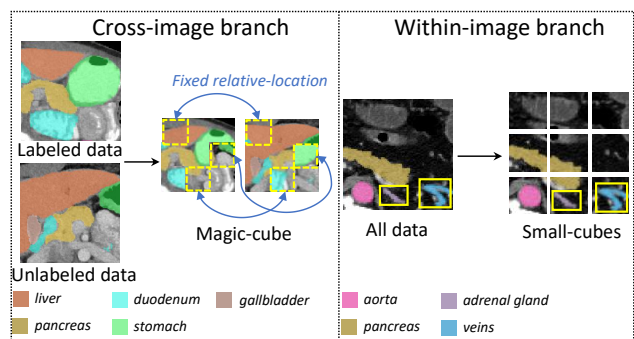 Cross-image branch
Fixed relative-location
Labeled data
Unlabeled data
Magic-cube
liver
duodenum
gallbladder
pancreas
stomach
Within-image branch
All data
Small-cubes
aorta
adrenal gland
pancreas
veins